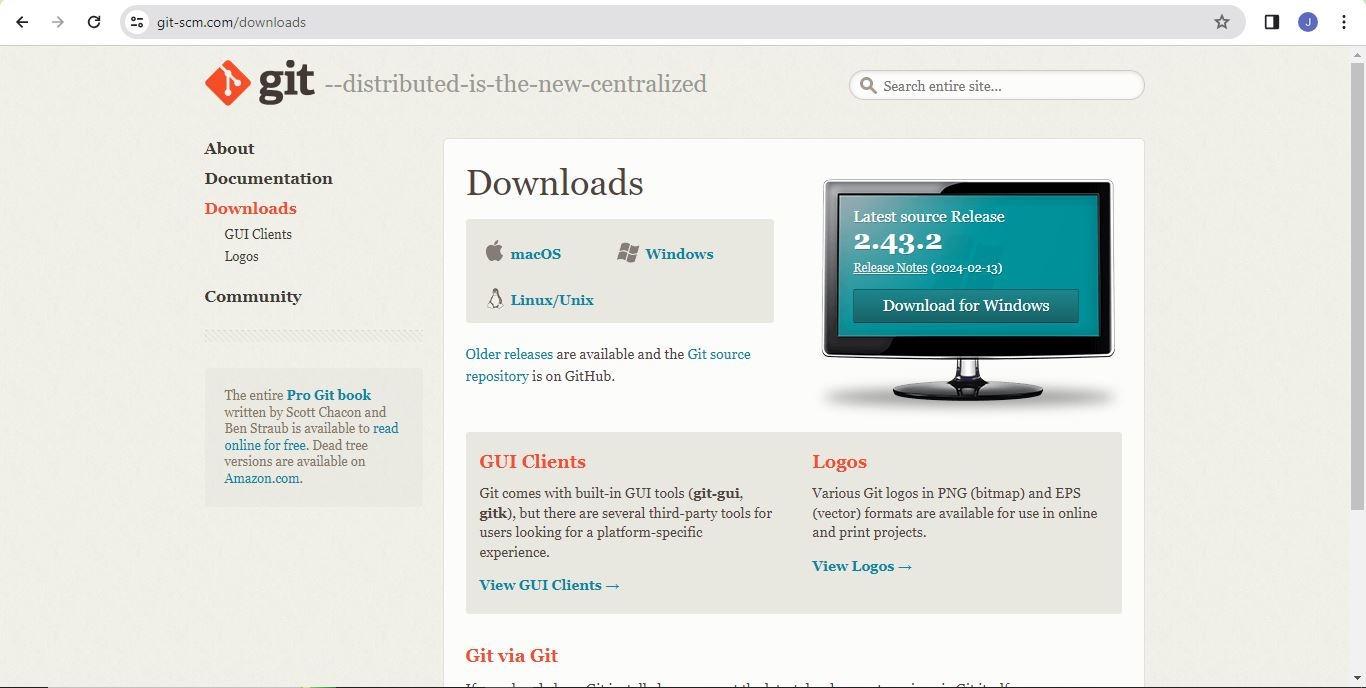 git-scm.com/downloads
J
git --distributed-is-the-new-centralized
Search entire site...
About
Documentation
Downloads
GUI Clients
Logos
Community
The entire Pro Git book
written by Scott Chacon and
Ben Straub is available to read
online for free. Dead tree
versions are available on
Amazon.com.
Downloads
macOS
Windows
Linux/Unix
Older releases are available and the Git source
repository is on GitHub.
Latest source Release
2.43.2
Release Notes (2024-02-13)
Download for Windows
GUI Clients
Git comes with built-in GUI tools (git-gui,
gitk), but there are several third-party tools for
users looking for a platform-specific
experience.
View GUI Clients →
Logos
Various Git logos in PNG (bitmap) and EPS
(vector) formats are available for use in online
and print projects.
View Logos →
Git via Git